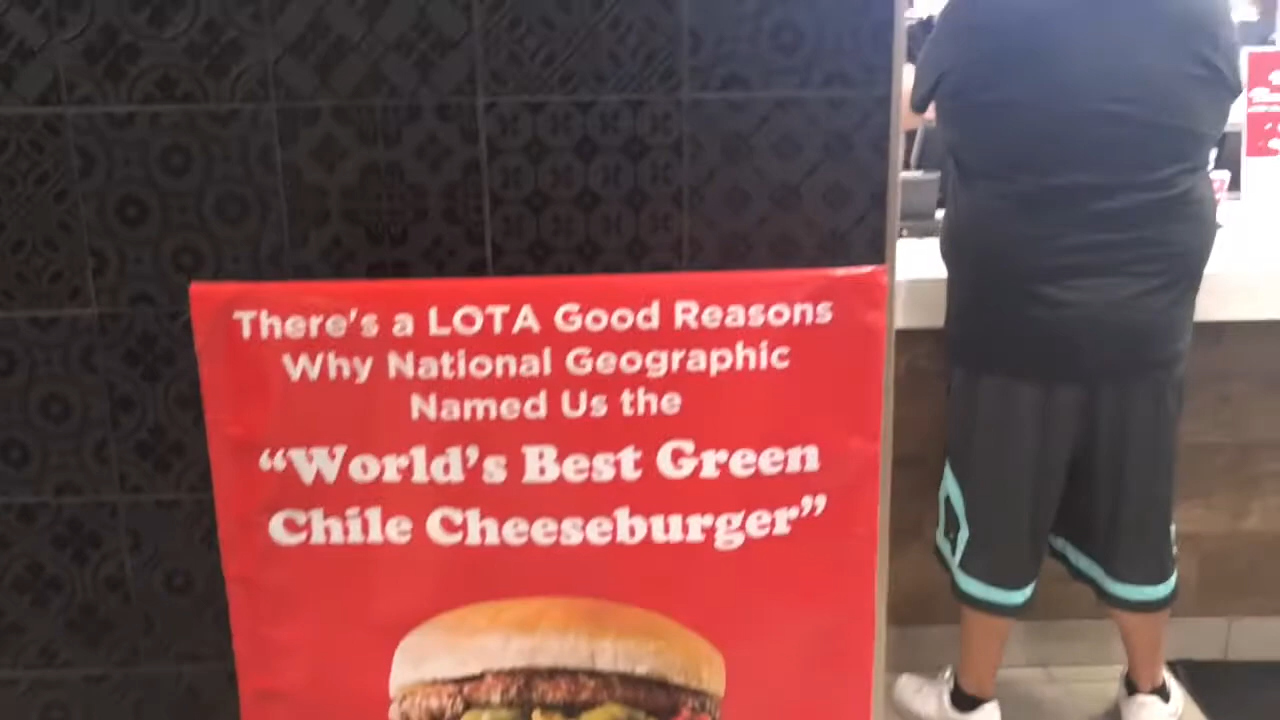 There's a LOTA Good Reasons
Why National Geographic
Named Us the
“World's Best Green
Chile Cheeseburger”